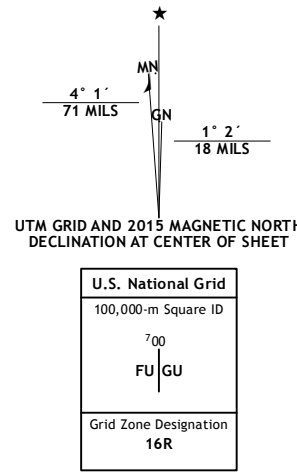 ★
MN
4° 1´
71 MILS
GN
1° 2´
18 MILS
UTM GRID AND 2015 MAGNETIC NORTH
DECLINATION AT CENTER OF SHEET
U.S. National Grid
100,000-m Square ID
⁷00
FU GU
Grid Zone Designation
16R